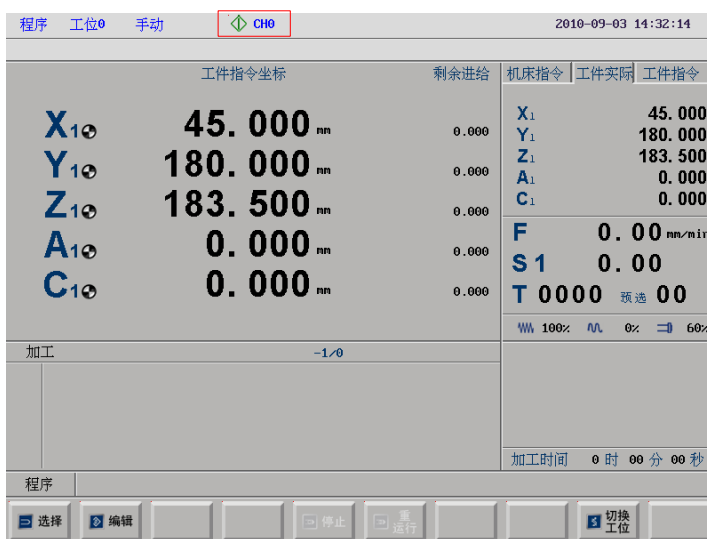 程序 工位0 手动 CH0 2010-09-03 14:32:14
工件指令坐标 剩余进给 机床指令 工件实际 工件指令
X1 45.000 mm 0.000
Y1 180.000 mm 0.000
Z1 183.500 mm 0.000
A1 0.000 mm 0.000
C1 0.000 mm 0.000
X1 45.000
Y1 180.000
Z1 183.500
A1 0.000
C1 0.000
F 0.00 mm/min
S1 0.00
T 0000 预选 00
100% 0% 60%
加工 -1/0
加工时间 0 时 00 分 00 秒
程序
选择 编辑 停止 重运行 切换工位